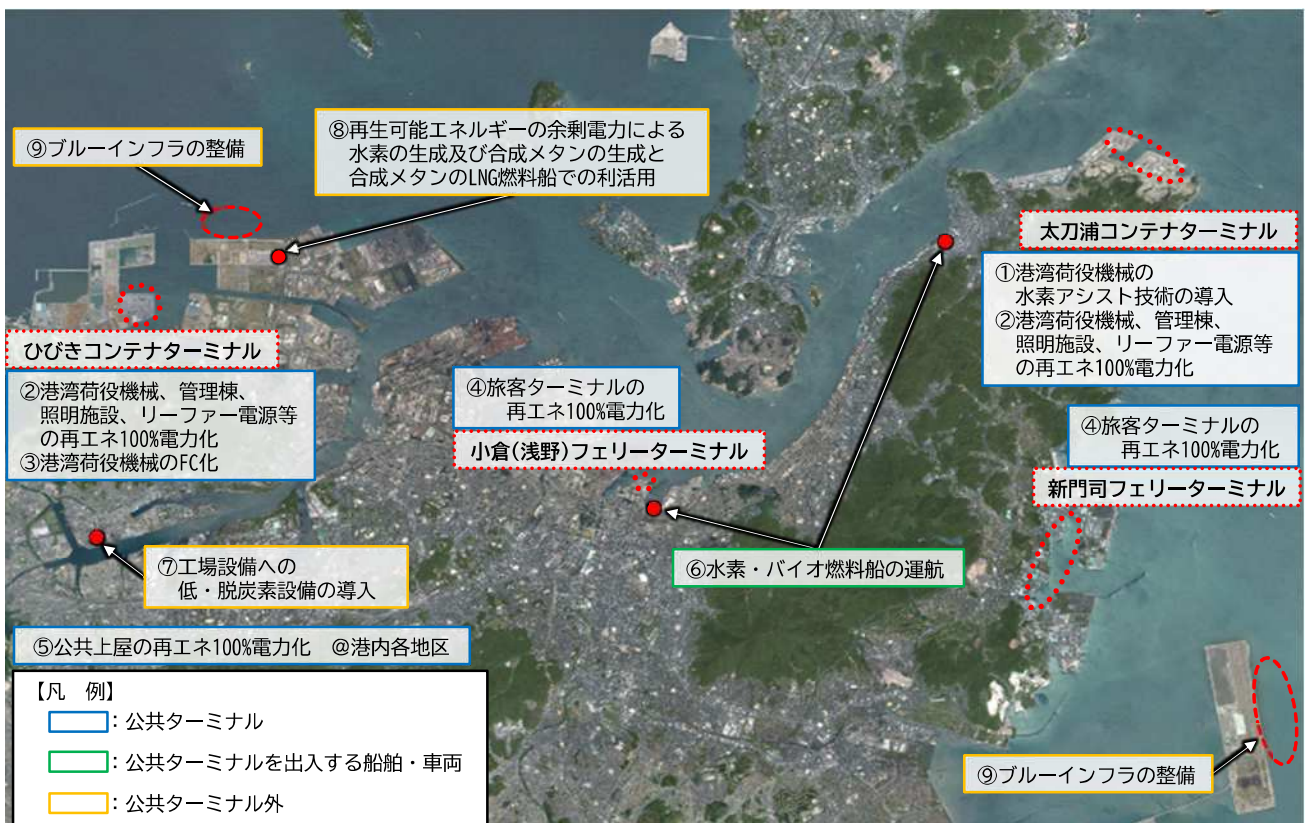 ⑨ブルーインフラの整備
⑧再生可能エネルギーの余剰電力による
水素の生成及び合成メタンの生成と
合成メタンのLNG燃料船での利活用
太刀浦コンテナターミナル
①港湾荷役機械の
水素アシスト技術の導入
②港湾荷役機械、管理棟、
照明施設、リーファー電源等
の再エネ100%電力化
ひびきコンテナターミナル
②港湾荷役機械、管理棟、
照明施設、リーファー電源等
の再エネ100%電力化
③港湾荷役機械のFC化
④旅客ターミナルの
再エネ100%電力化
小倉(浅野)フェリーターミナル
④旅客ターミナルの
再エネ100%電力化
新門司フェリーターミナル
⑦工場設備への
低・脱炭素設備の導入
⑥水素・バイオ燃料船の運航
⑤公共上屋の再エネ100%電力化　@港内各地区
【凡　例】
：公共ターミナル
：公共ターミナルを出入する船舶・車両
：公共ターミナル外
⑨ブルーインフラの整備